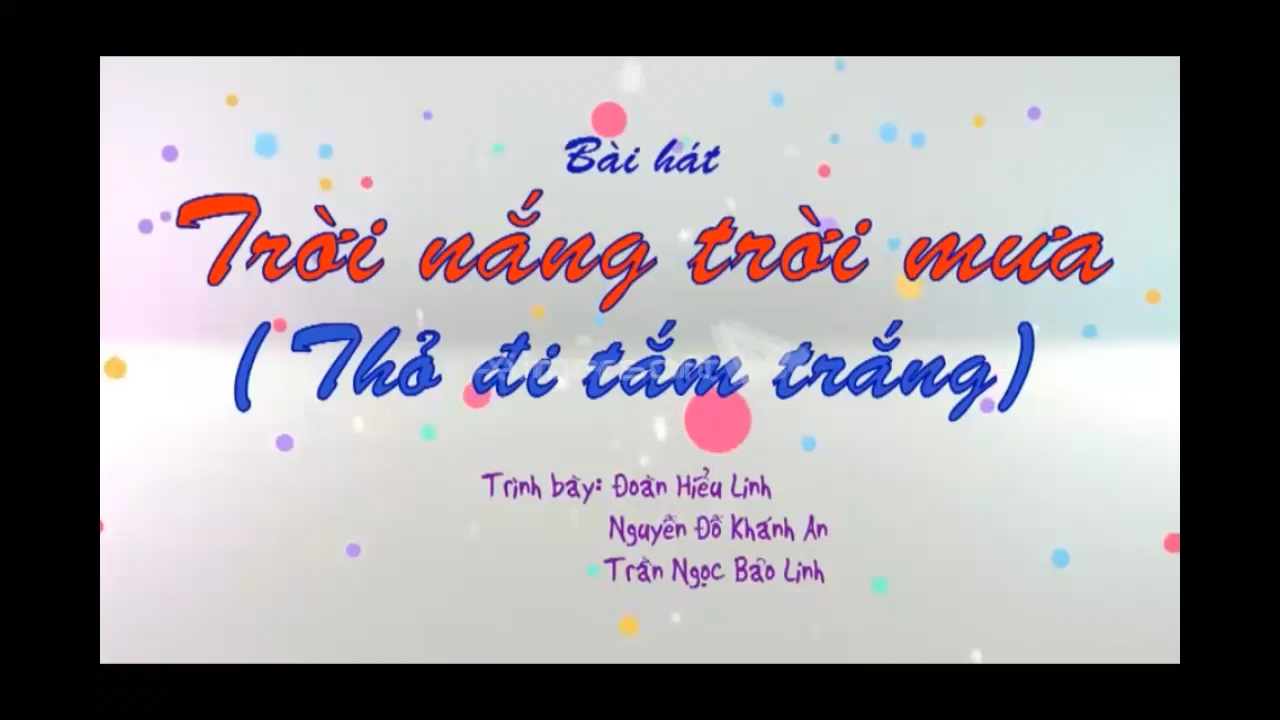 Bài hát
Trời nắng trời mưa
( Thỏ đi tắm trắng)
Trình bày: Đoàn Hiểu Linh
Nguyễn Đỗ Khánh An
Trần Ngọc Bảo Linh